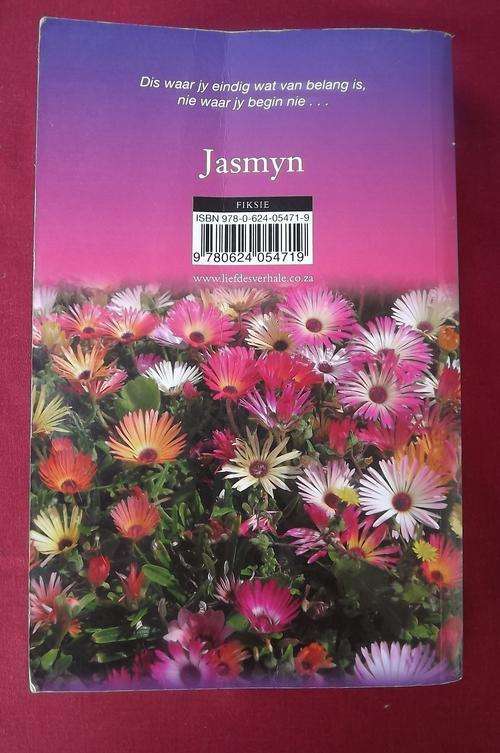 Dis waar jy eindig wat van belang is,
nie waar jy begin nie . . .
Jasmyn
FIKSIE
ISBN 978-0-624-05471-9
9 780624 054719
www.liefdesverhale.co.za